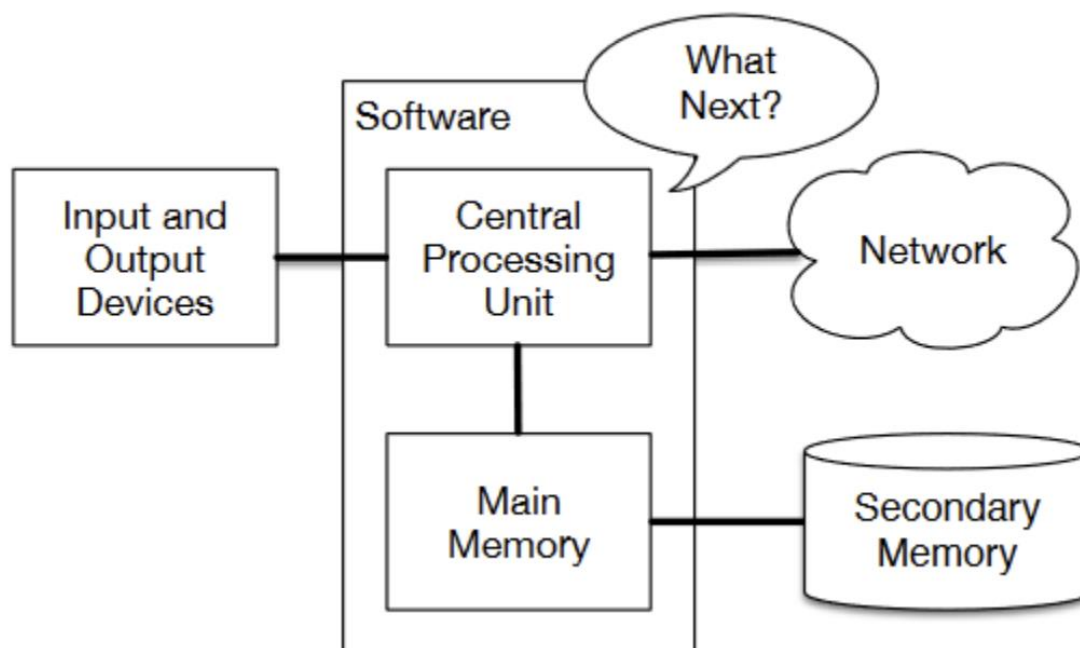 What
Next?
Software
Input and
Output
Devices
Central
Processing
Unit
Network
Main
Memory
Secondary
Memory